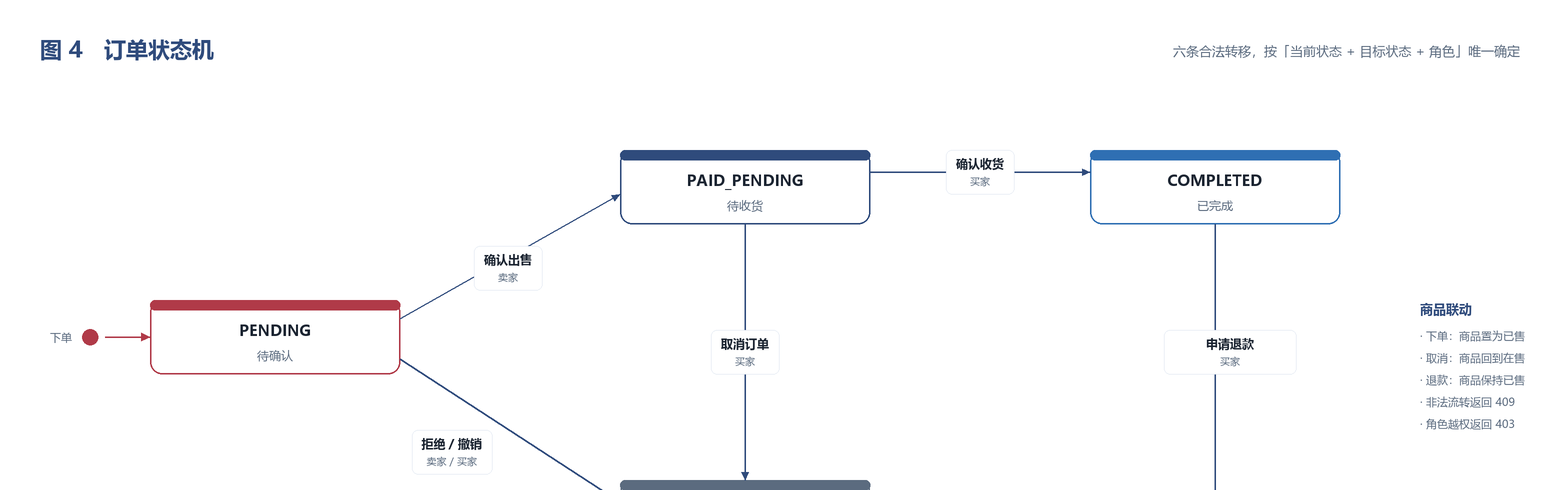 图 4 订单状态机
六条合法转移，按「当前状态 + 目标状态 + 角色」唯一确定
PAID_PENDING
待收货
确认收货
买家
COMPLETED
已完成
确认出售
卖家
下单
PENDING
待确认
取消订单
买家
申请退款
买家
商品联动
· 下单：商品置为已售
· 取消：商品回到在售
· 退款：商品保持已售
· 非法流转返回 409
· 角色越权返回 403
拒绝 / 撤销
卖家 / 买家